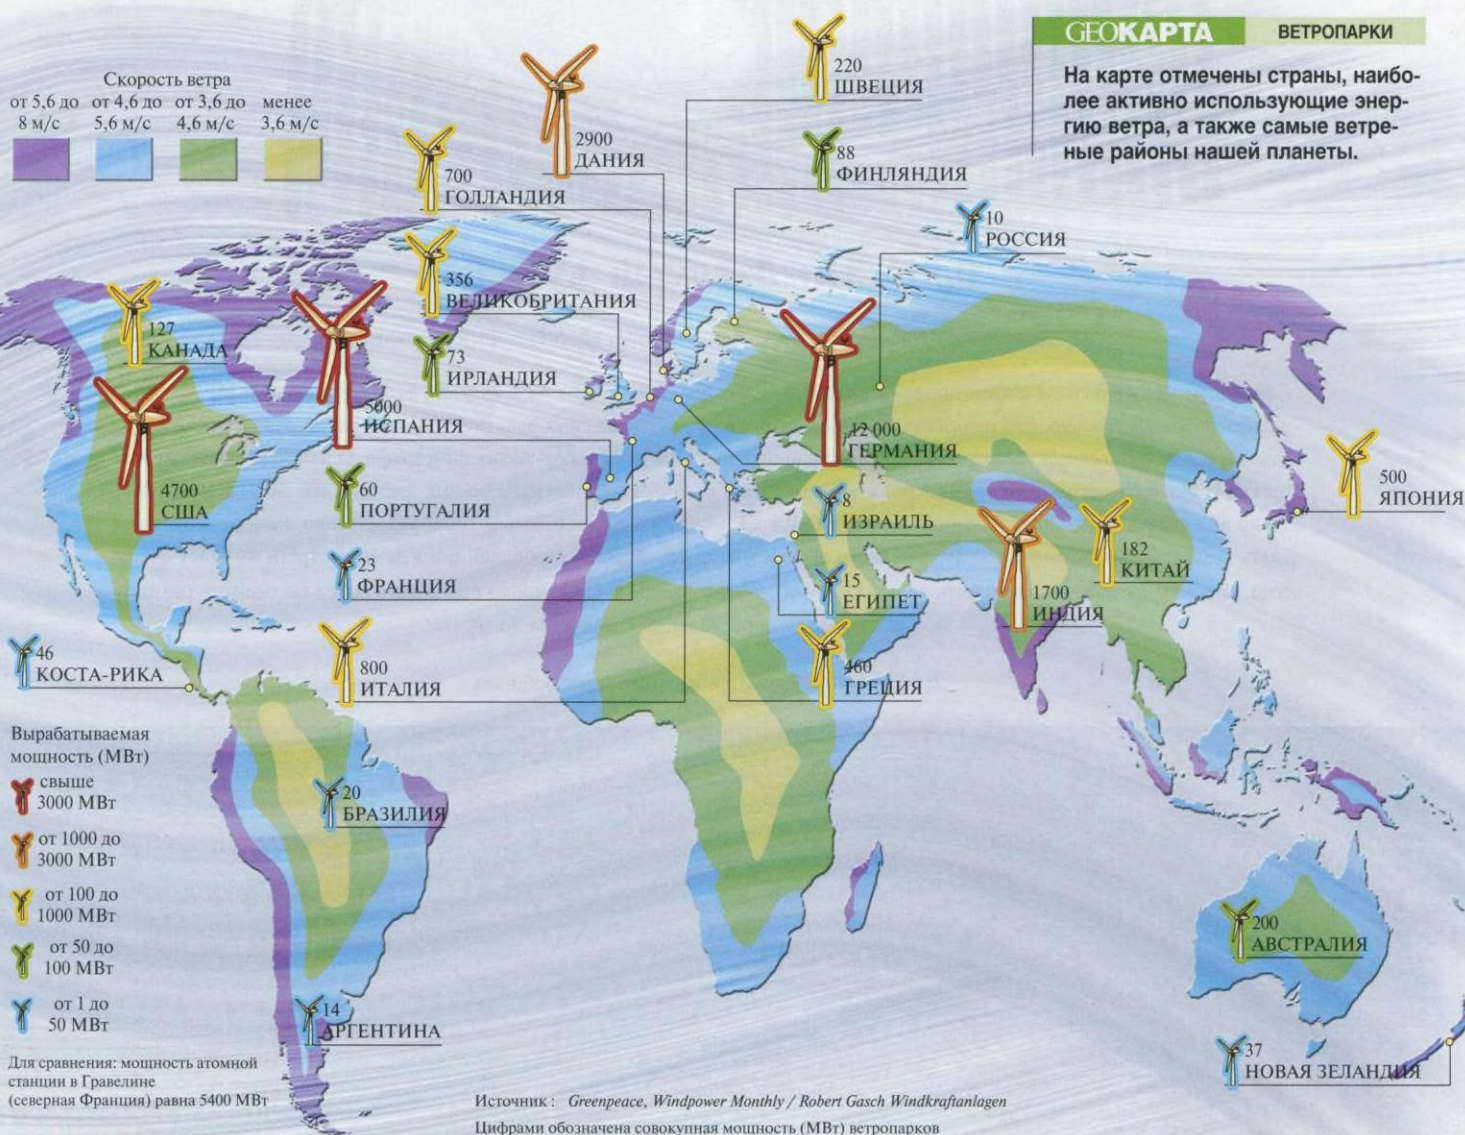 GEOКАРТА
ВЕТРОПАРКИ
На карте отмечены страны, наибо-
лее активно использующие энер-
гию ветра, а также самые ветре-
ные районы нашей планеты.
Скорость ветра
от 5,6 до от 4,6 до от 3,6 до менее
8 м/с 5,6 м/с 4,6 м/с 3,6 м/с
220
ШВЕЦИЯ
2900
ДАНИЯ
88
ФИНЛЯНДИЯ
700
ГОЛЛАНДИЯ
10
РОССИЯ
356
ВЕЛИКОБРИТАНИЯ
127
КАНАДА
73
ИРЛАНДИЯ
5000
ИСПАНИЯ
12 000
ГЕРМАНИЯ
4700
США
60
ПОРТУГАЛИЯ
8
ИЗРАИЛЬ
500
ЯПОНИЯ
182
КИТАЙ
23
ФРАНЦИЯ
15
ЕГИПЕТ
1700
ИНДИЯ
46
КОСТА-РИКА
800
ИТАЛИЯ
460
ГРЕЦИЯ
Вырабатываемая
мощность (МВт)
свыше
3000 МВт
от 1000 до
3000 МВт
от 100 до
1000 МВт
от 50 до
100 МВт
от 1 до
50 МВт
20
БРАЗИЛИЯ
200
АВСТРАЛИЯ
14
АРГЕНТИНА
37
НОВАЯ ЗЕЛАНДИЯ
Для сравнения: мощность атомной
станции в Гравелине
(северная Франция) равна 5400 МВт
Источник : Greenpeace, Windpower Monthly / Robert Gasch Windkraftanlagen
Цифрами обозначена совокупная мощность (МВт) ветропарков